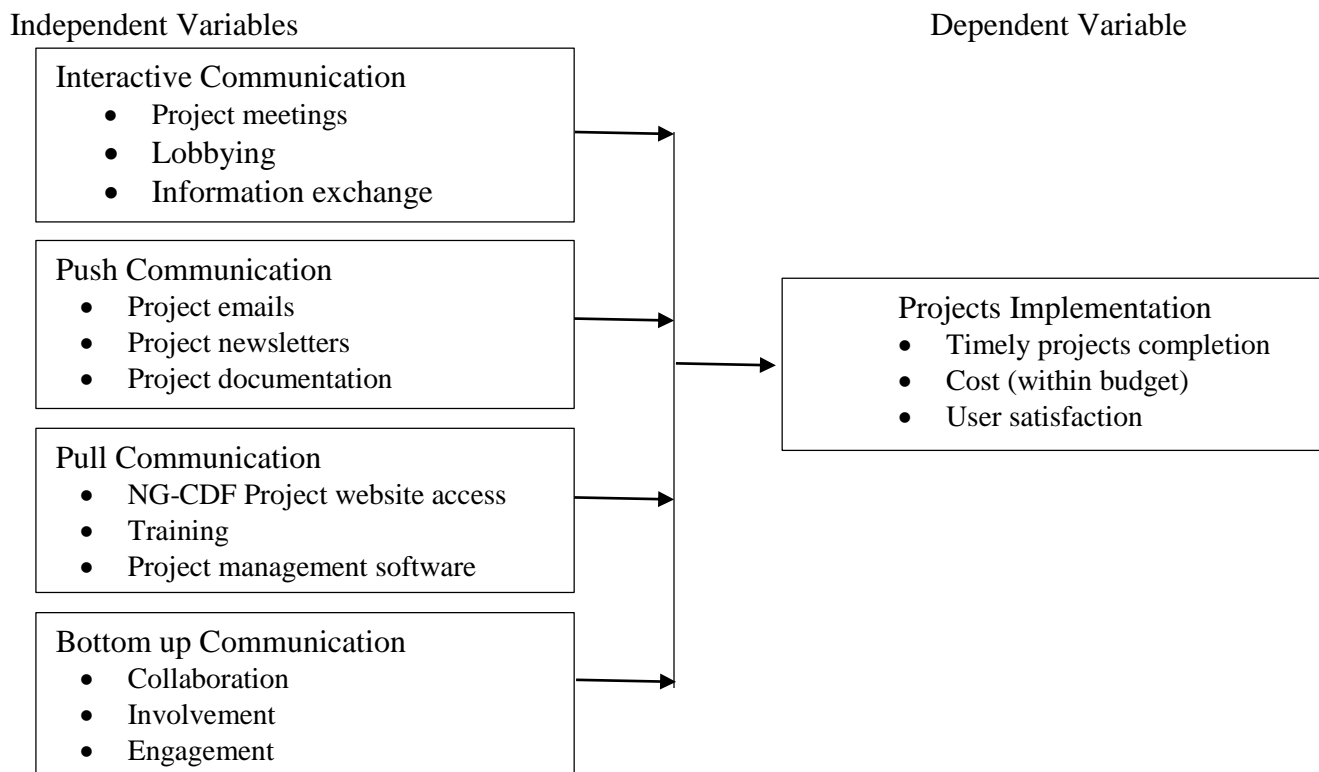 Independent Variables
Dependent Variable
Interactive Communication
• Project meetings
• Lobbying
• Information exchange
Push Communication
• Project emails
• Project newsletters
• Project documentation
Pull Communication
• NG-CDF Project website access
• Training
• Project management software
Bottom up Communication
• Collaboration
• Involvement
• Engagement
Projects Implementation
• Timely projects completion
• Cost (within budget)
• User satisfaction